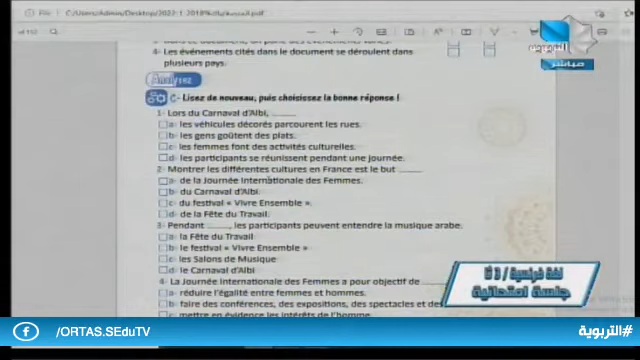 File
C:/Users/Admin/Desktop/2022-1-2018%
التربوية
مباشر
4- Les événements cités dans le document se déroulent dans
plusieurs pays.
Analysez
C- Lisez de nouveau, puis choisissez la bonne réponse !
1- Lors du Carnaval d'Albi, ........
a- les véhicules décorés parcourent les rues.
b- les gens goûtent des plats.
c- les femmes font des activités culturelles.
d- les participants se réunissent pendant une journée.
2- Montrer les différentes cultures en France est le but ........
a- de la Journée Internationale des Femmes.
b- du Carnaval d'Albi.
c- du festival « Vivre Ensemble ».
d- de la Fête du Travail.
3- Pendant ........, les participants peuvent entendre la musique arabe.
a- la Fête du Travail
b- le festival « Vivre Ensemble »
c- les Salons de Musique
d- le Carnaval d'Albi
4- La Journée Internationale des Femmes a pour objectif de
a- réduire l'égalité entre femmes et hommes.
b- faire des conférences, des expositions, des spectacles et des
c- mettre en évidence les intérêts de l'homme.
لغة فرنسية / 3 ثا
جلسة امتحانية
/ORTAS.SEduTV
#التربوية